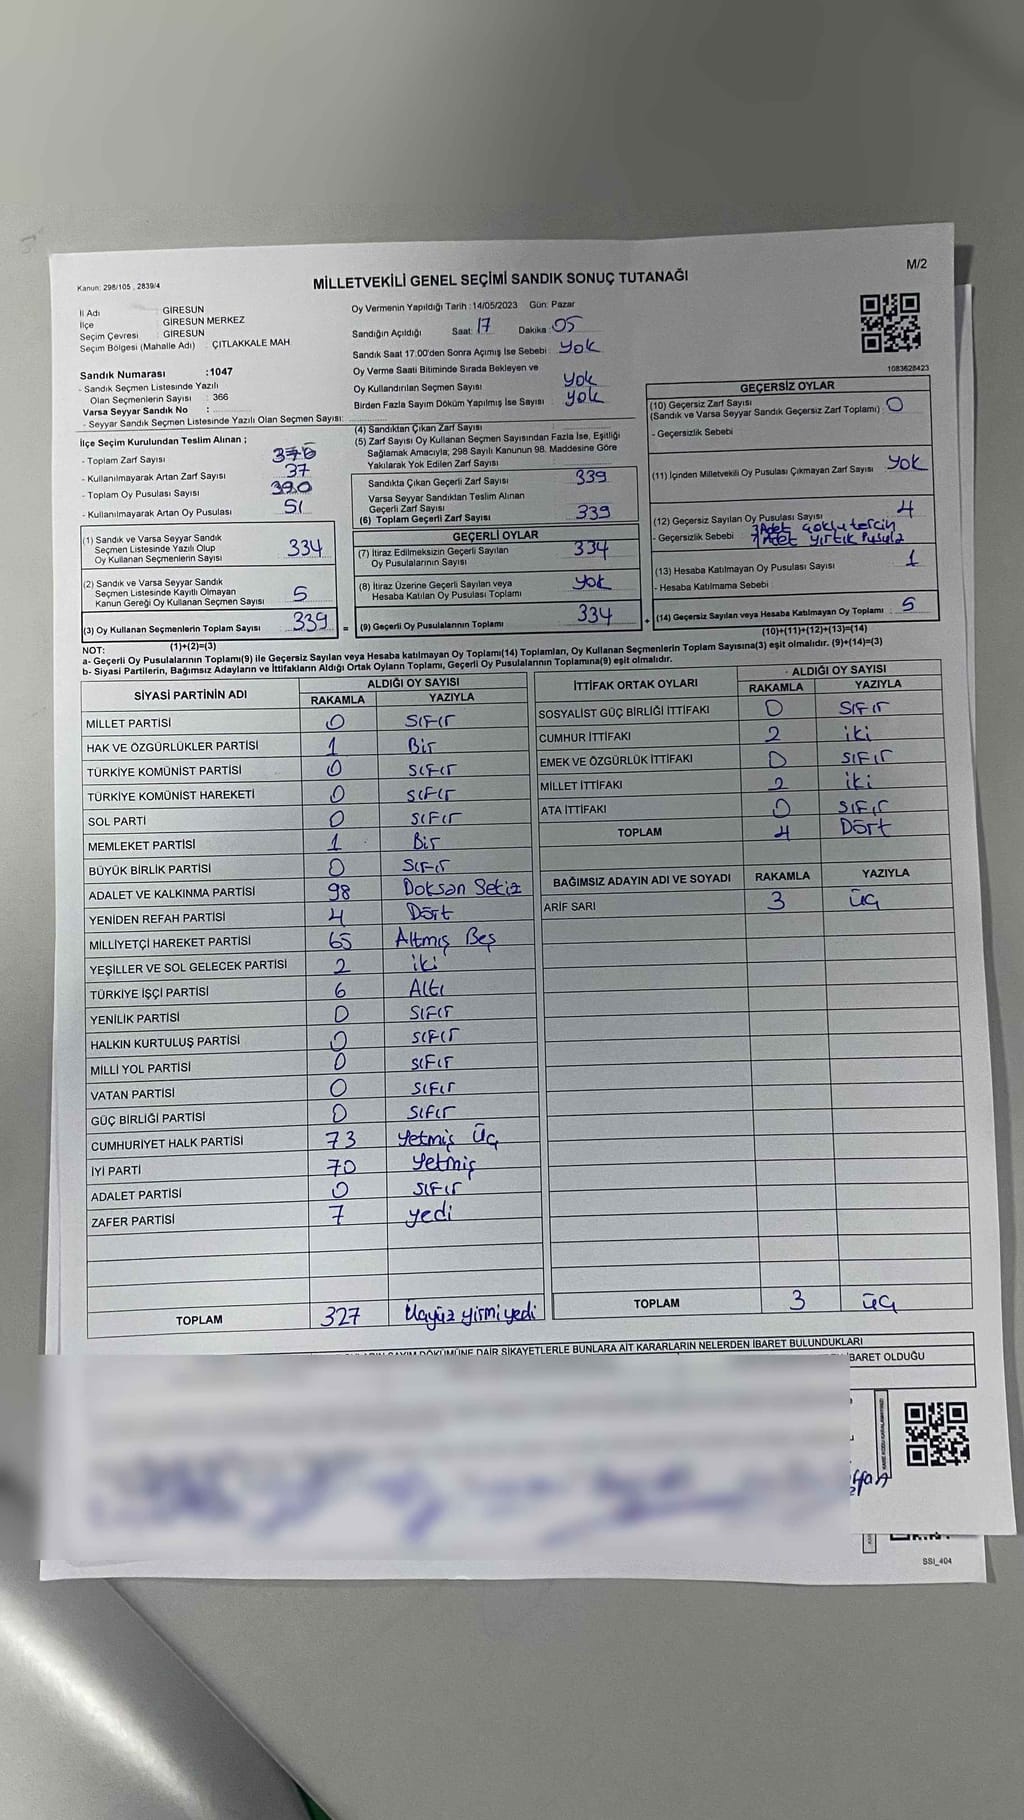 M/2
Kanun: 298/105 , 2839/4
MİLLETVEKİLİ GENEL SEÇİMİ SANDIK SONUÇ TUTANAĞI
İl Adı GİRESUN
İlçe GİRESUN MERKEZ
Seçim Çevresi : GİRESUN
Seçim Bölgesi (Mahalle Adı) : ÇITLAKKALE MAH.
Sandık Numarası :1047
- Sandık Seçmen Listesinde Yazılı
Olan Seçmenlerin Sayısı : 366
Varsa Seyyar Sandık No :
- Seyyar Sandık Seçmen Listesinde Yazılı Olan Seçmen Sayısı:
Oy Vermenin Yapıldığı Tarih : 14/05/2023 Gün: Pazar
Sandığın Açıldığı Saat: 17 Dakika : 05
Sandık Saat 17:00'den Sonra Açımış İse Sebebi : Yok
Oy Verme Saati Bitiminde Sırada Bekleyen ve
Oy Kullandırılan Seçmen Sayısı Yok
Birden Fazla Sayım Döküm Yapılmış İse Sayısı yok
1083628423
İlçe Seçim Kurulundan Teslim Alınan ;
- Toplam Zarf Sayısı 376
- Kullanılmayarak Artan Zarf Sayısı 37
- Toplam Oy Pusulası Sayısı 390
- Kullanılmayarak Artan Oy Pusulası 51
(1) Sandık ve Varsa Seyyar Sandık
Seçmen Listesinde Yazılı Olup
Oy Kullanan Seçmenlerin Sayısı 334
(2) Sandık ve Varsa Seyyar Sandık
Seçmen Listesinde Kayıtlı Olmayan
Kanun Gereği Oy Kullanan Seçmen Sayısı 5
(3) Oy Kullanan Seçmenlerin Toplam Sayısı 339
(1)+(2)=(3)
(4) Sandıktan Çıkan Zarf Sayısı
(5) Zarf Sayısı Oy Kullanan Seçmen Sayısından Fazla İse, Eşitliği
Sağlamak Amacıyla; 298 Sayılı Kanunun 98. Maddesine Göre
Yakılarak Yok Edilen Zarf Sayısı
Sandıkta Çıkan Geçerli Zarf Sayısı 339
Varsa Seyyar Sandıktan Teslim Alınan
Geçerli Zarf Sayısı
(6) Toplam Geçerli Zarf Sayısı 339
GEÇERLİ OYLAR
(7) İtiraz Edilmeksizin Geçerli Sayılan
Oy Pusulalarının Sayısı 334
(8) İtiraz Üzerine Geçerli Sayılan veya
Hesaba Katılan Oy Pusulası Toplamı yok
= (9) Geçerli Oy Pusulalarının Toplamı 334 +
GEÇERSİZ OYLAR
(10) Geçersiz Zarf Sayısı
(Sandık ve Varsa Seyyar Sandık Geçersiz Zarf Toplamı) : 0
- Geçersizlik Sebebi
(11) İçinden Milletvekili Oy Pusulası Çıkmayan Zarf Sayısı yok
(12) Geçersiz Sayılan Oy Pusulası Sayısı 4
- Geçersizlik Sebebi Adet çoklu tercih
Adet yırtık Pusula
(13) Hesaba Katılmayan Oy Pusulası Sayısı 1
- Hesaba Katılmama Sebebi
(14) Geçersiz Sayılan veya Hesaba Katılmayan Oy Toplamı 5
(10)+(11)+(12)+(13)=(14)
NOT:
a- Geçerli Oy Pusulalarının Toplamı(9) ile Geçersiz Sayılan veya Hesaba katılmayan Oy Toplamı(14) Toplamları, Oy Kullanan Seçmenlerin Toplam Sayısına(3) eşit olmalıdır. (9)+(14)=(3)
b- Siyasi Partilerin, Bağımsız Adayların ve İttifakların Aldığı Ortak Oyların Toplamı, Geçerli Oy Pusulalarının Toplamına(9) eşit olmalıdır.
SİYASİ PARTİNİN ADI ALDIĞI OY SAYISI
RAKAMLA YAZIYLA
MİLLET PARTİSİ 0 SIFIR
HAK VE ÖZGÜRLÜKLER PARTİSİ 1 Bir
TÜRKİYE KOMÜNİST PARTİSİ 0 SIFIR
TÜRKİYE KOMÜNİST HAREKETİ 0 SIFIR
SOL PARTİ 0 SIFIR
MEMLEKET PARTİSİ 1 Bir
BÜYÜK BİRLİK PARTİSİ 0 SIFIR
ADALET VE KALKINMA PARTİSİ 98 Doksan Sekiz
YENİDEN REFAH PARTİSİ 4 Dört
MİLLİYETÇİ HAREKET PARTİSİ 65 Altmış Beş
YEŞİLLER VE SOL GELECEK PARTİSİ 2 iki
TÜRKİYE İŞÇİ PARTİSİ 6 Altı
YENİLİK PARTİSİ 0 SIFIR
HALKIN KURTULUŞ PARTİSİ 0 SIFIR
MİLLİ YOL PARTİSİ 0 SIFIR
VATAN PARTİSİ 0 SIFIR
GÜÇ BİRLİĞİ PARTİSİ 0 SIFIR
CUMHURİYET HALK PARTİSİ 73 Yetmiş Üç
İYİ PARTİ 70 Yetmiş
ADALET PARTİSİ 0 SIFIR
ZAFER PARTİSİ 7 yedi
TOPLAM 327 Üçyüz yirmi yedi
İTTİFAK ORTAK OYLARI ALDIĞI OY SAYISI
RAKAMLA YAZIYLA
SOSYALİST GÜÇ BİRLİĞİ İTTİFAKI 0 SIFIR
CUMHUR İTTİFAKI 2 iki
EMEK VE ÖZGÜRLÜK İTTİFAKI 0 SIFIR
MİLLET İTTİFAKI 2 iki
ATA İTTİFAKI 0 SIFIR
TOPLAM 4 Dört
BAĞIMSIZ ADAYIN ADI VE SOYADI RAKAMLA YAZIYLA
ARİF SARI 3 üç
TOPLAM 3 üç
DÖKÜMÜNE DAİR ŞİKAYETLERLE BUNLARA AİT KARARLARIN NELERDEN İBARET BULUNDUKLARI
İBARET OLDUĞU
SSI_404